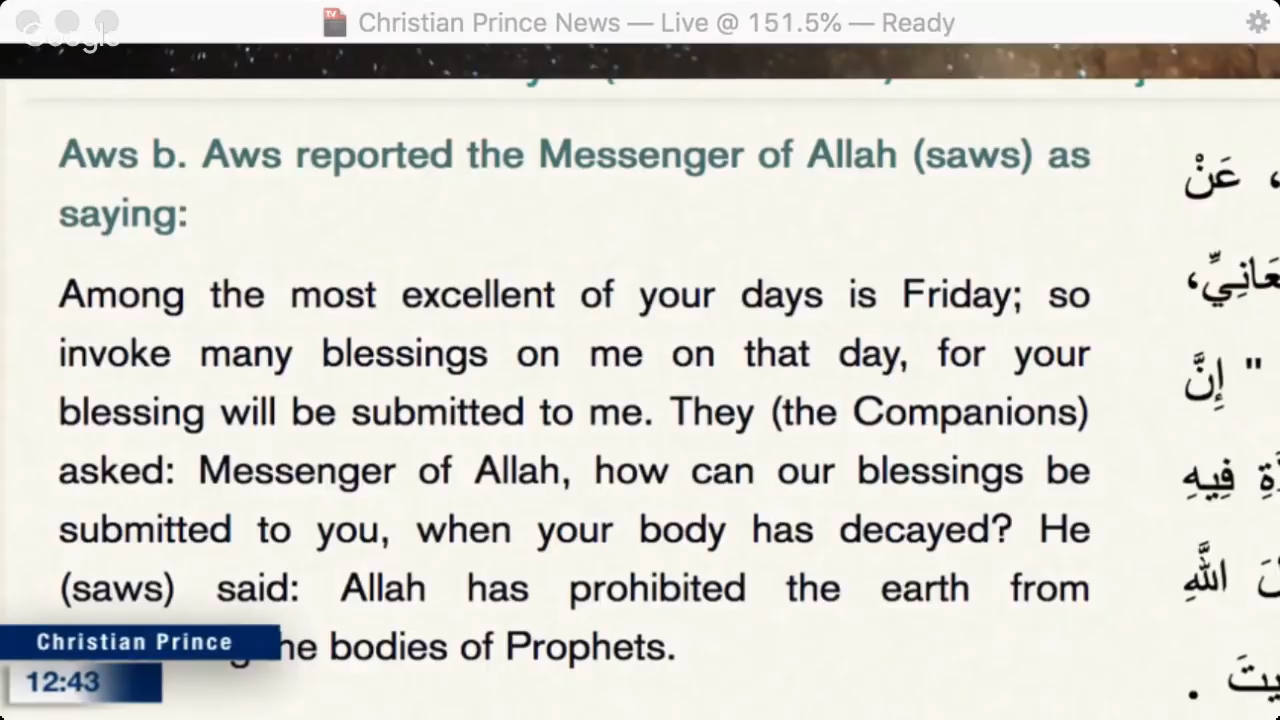 Christian Prince News — Live @ 151.5% — Ready
Google
Aws b. Aws reported the Messenger of Allah (saws) as
saying:
Among the most excellent of your days is Friday; so
invoke many blessings on me on that day, for your
blessing will be submitted to me. They (the Companions)
asked: Messenger of Allah, how can our blessings be
submitted to you, when your body has decayed? He
(saws) said: Allah has prohibited the earth from
bodies of Prophets.
، عَنْ
" إِنَّ
فِيهِ
اللَّهِ
Christian Prince
12:43